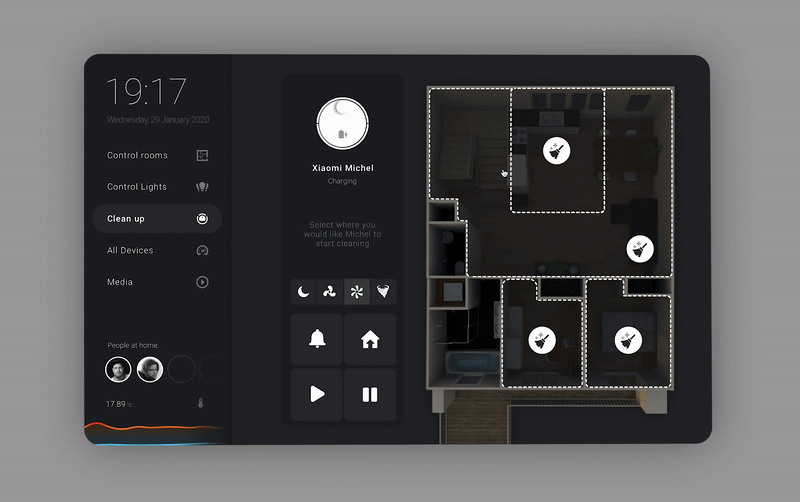 19:17
Wednesday, 29 January 2020
Control rooms
Control Lights
Clean up
All Devices
Media
People at home:
17.89 °C
Xiaomi Michel
Charging
Select where you
would like Michel to
start cleaning